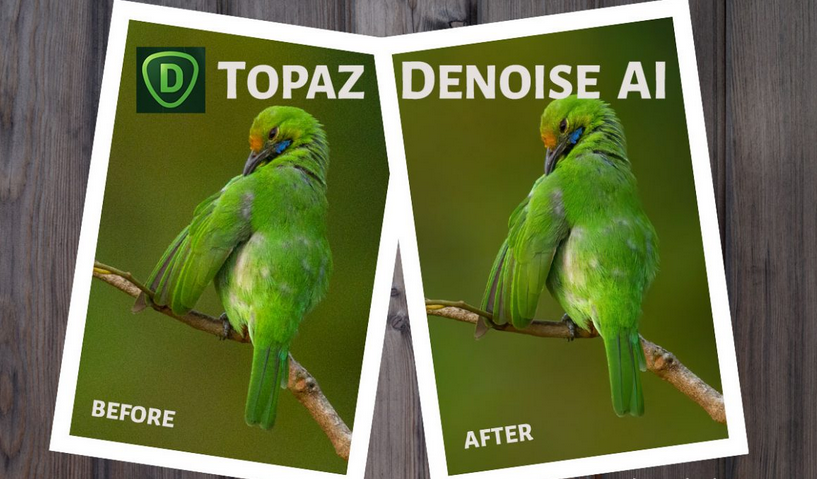 D TOPAZ DENOISE AI
BEFORE
AFTER